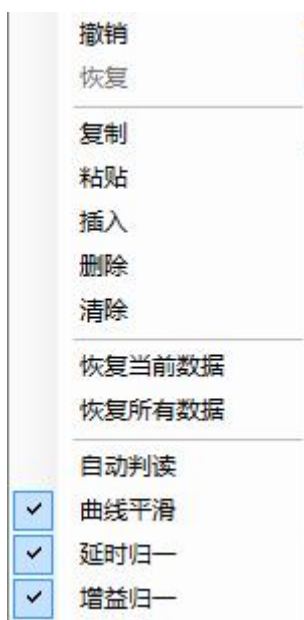 撤销
恢复
复制
粘贴
插入
删除
清除
恢复当前数据
恢复所有数据
自动判读
曲线平滑
延时归一
增益归一